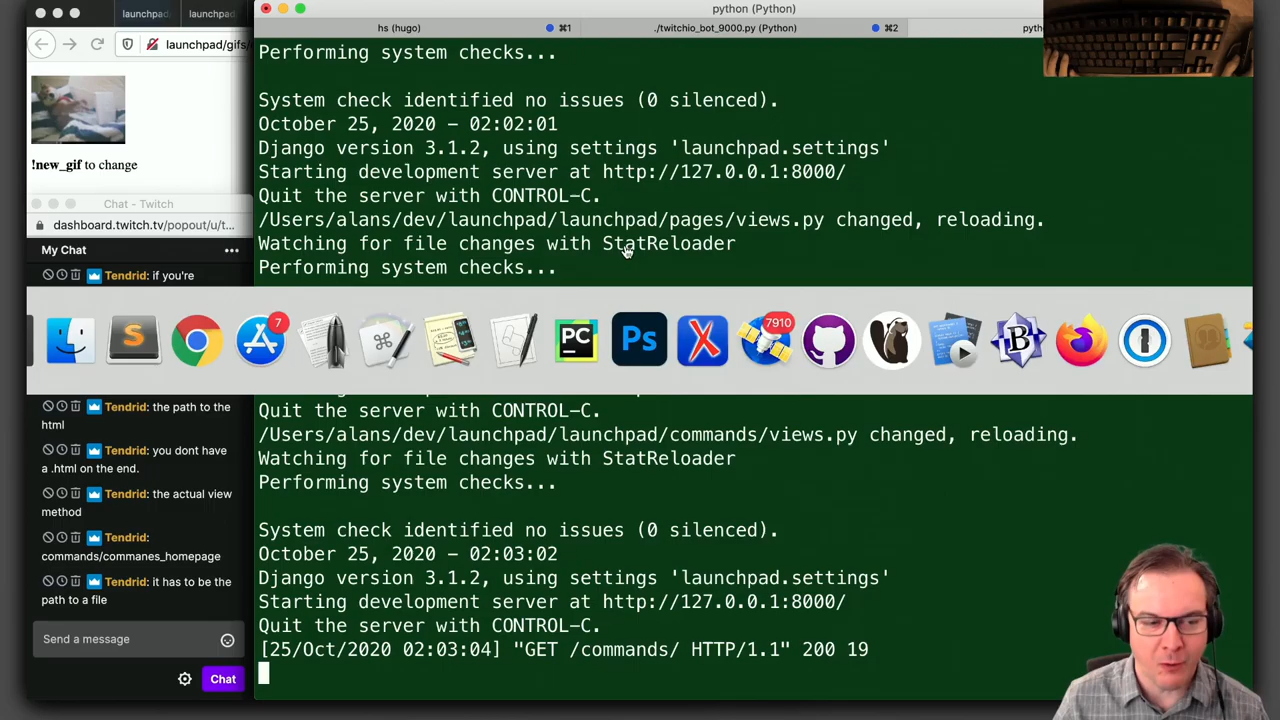 launchpad
launchpad
launchpad/gifs/
!new_gif to change
Chat - Twitch
dashboard.twitch.tv/popout/u/t...
My Chat
Tendrid: if you're
Tendrid: the path to the
html
Tendrid: you dont have
a .html on the end.
Tendrid: the actual view
method
Tendrid:
commands/commanes_homepage
Tendrid: it has to be the
path to a file
Send a message
Chat
python (Python)
hs (hugo)
⌘1
./twitchio_bot_9000.py (Python)
⌘2
Performing system checks...
System check identified no issues (0 silenced).
October 25, 2020 - 02:02:01
Django version 3.1.2, using settings 'launchpad.settings'
Starting development server at http://127.0.0.1:8000/
Quit the server with CONTROL-C.
/Users/alans/dev/launchpad/launchpad/pages/views.py changed, reloading.
Watching for file changes with StatReloader
Performing system checks...
S
7
PC
Ps
X
7910
B
Quit the server with CONTROL-C.
/Users/alans/dev/launchpad/launchpad/commands/views.py changed, reloading.
Watching for file changes with StatReloader
Performing system checks...
System check identified no issues (0 silenced).
October 25, 2020 - 02:03:02
Django version 3.1.2, using settings 'launchpad.settings'
Starting development server at http://127.0.0.1:8000/
Quit the server with CONTROL-C.
[25/Oct/2020 02:03:04] "GET /commands/ HTTP/1.1" 200 19